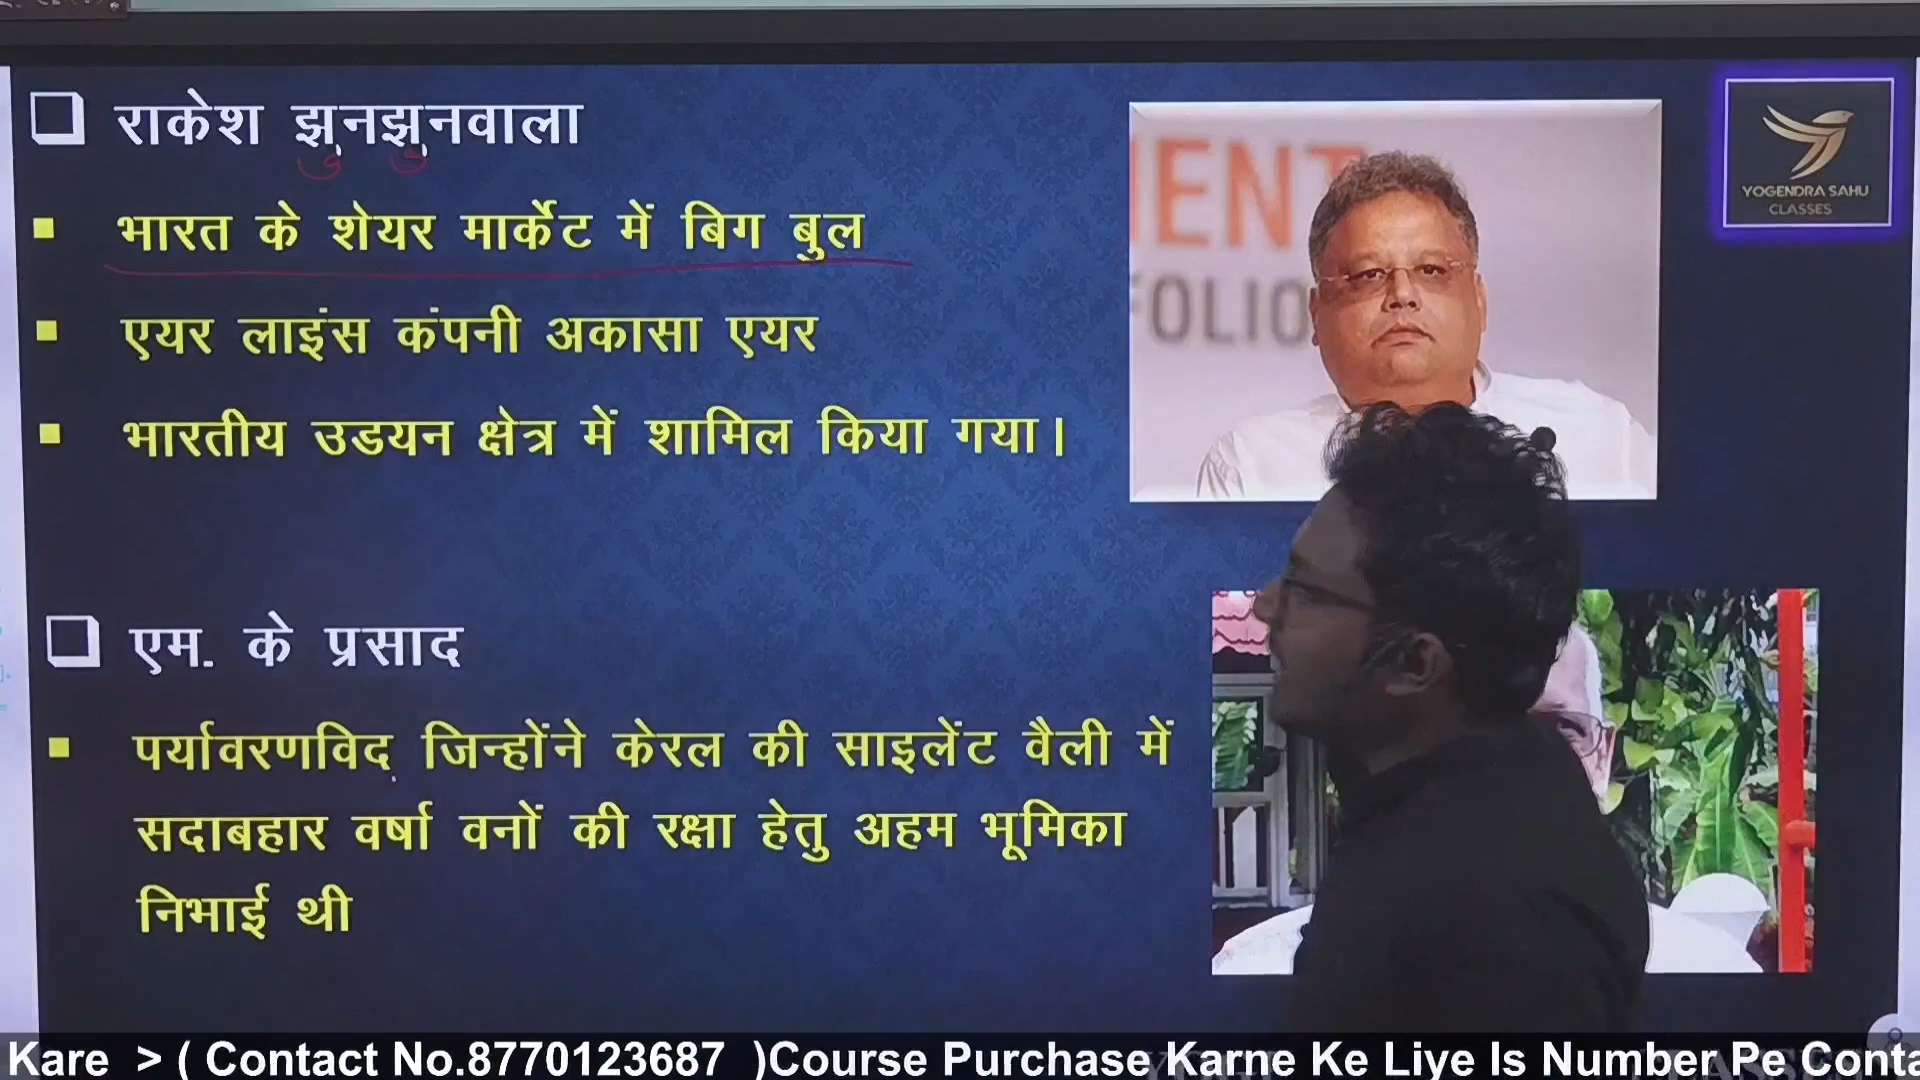 राकेश झुनझुनवाला
भारत के शेयर मार्केट में बिग बुल
एयर लाइंस कंपनी अकासा एयर
भारतीय उडयन क्षेत्र में शामिल किया गया।
IENT
FOLIO
YOGENDRA SAHU
CLASSES
एम. के प्रसाद
पर्यावरणविद जिन्होंने केरल की साइलेंट वैली में
सदाबहार वर्षा वनों की रक्षा हेतु अहम भूमिका
निभाई थी
Kare > ( Contact No.8770123687 )Course Purchase Karne Ke Liye Is Number Pe Conta